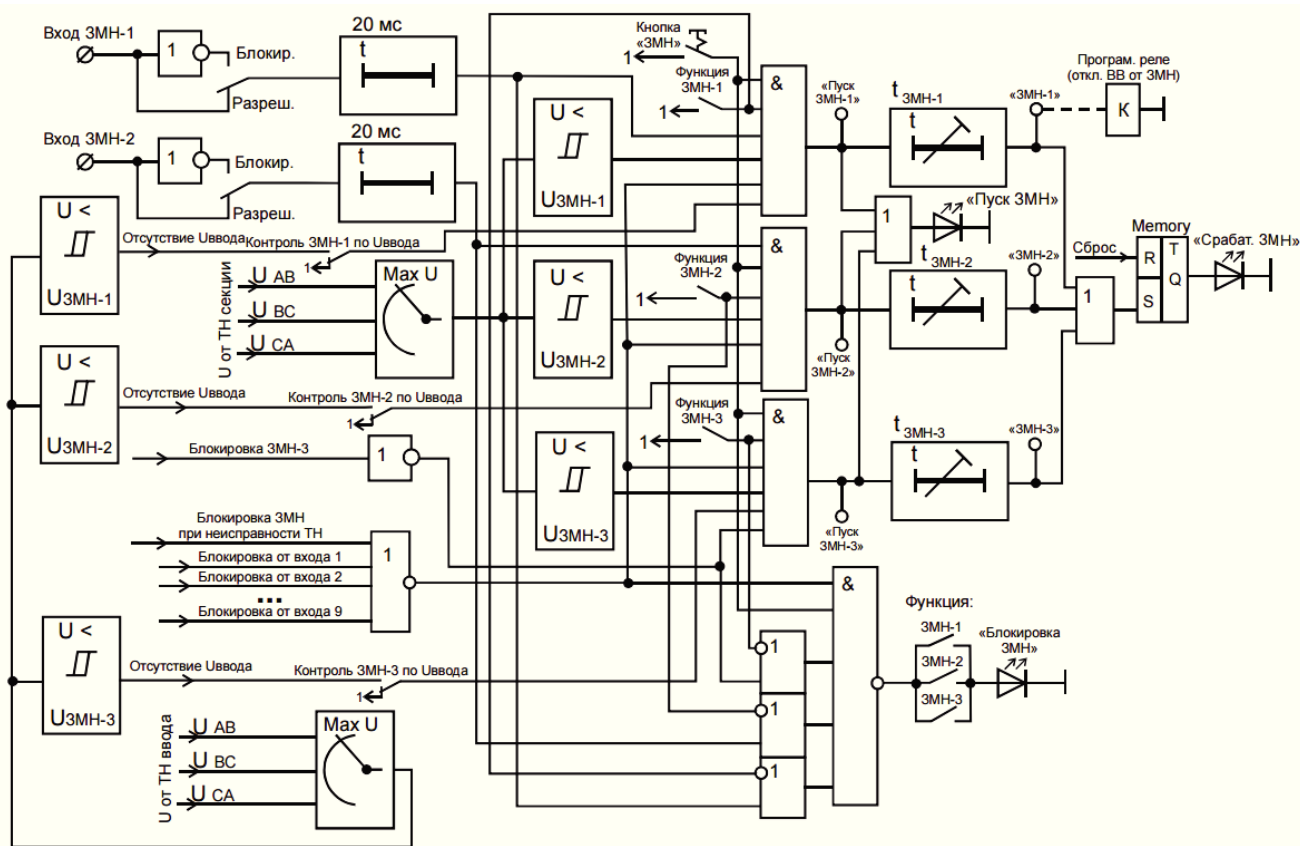 Вход ЗМН-1
1
Блокир.
Разреш.
20 мс
t
Вход ЗМН-2
1
Блокир.
Разреш.
20 мс
t
Кнопка
«ЗМН»
1
Функция
ЗМН-1
1
&
U <
UЗМН-1
«Пуск
ЗМН-1»
t ЗМН-1
t
«ЗМН-1»
Програм. реле
(откл. ВВ от ЗМН)
K
U <
UЗМН-1
Отсутствие Uввода
Контроль ЗМН-1 по Uввода
1
1
«Пуск ЗМН»
U от ТН секции
U AB
U BC
U CA
Max U
U <
UЗМН-2
Функция
ЗМН-2
1
&
«Пуск
ЗМН-2»
t ЗМН-2
t
«ЗМН-2»
1
Сброс
Memory
R
S
T
Q
«Срабат. ЗМН»
U <
UЗМН-2
Отсутствие Uввода
Контроль ЗМН-2 по Uввода
1
Функция
ЗМН-3
1
&
Блокировка ЗМН-3
1
U <
UЗМН-3
«Пуск
ЗМН-3»
t ЗМН-3
t
«ЗМН-3»
Блокировка ЗМН
при неисправности ТН
Блокировка от входа 1
Блокировка от входа 2
...
Блокировка от входа 9
1
&
U <
UЗМН-3
Отсутствие Uввода
Контроль ЗМН-3 по Uввода
1
1
1
1
Функция:
ЗМН-1
ЗМН-2
ЗМН-3
«Блокировка
ЗМН»
U от ТН ввода
U AB
U BC
U CA
Max U